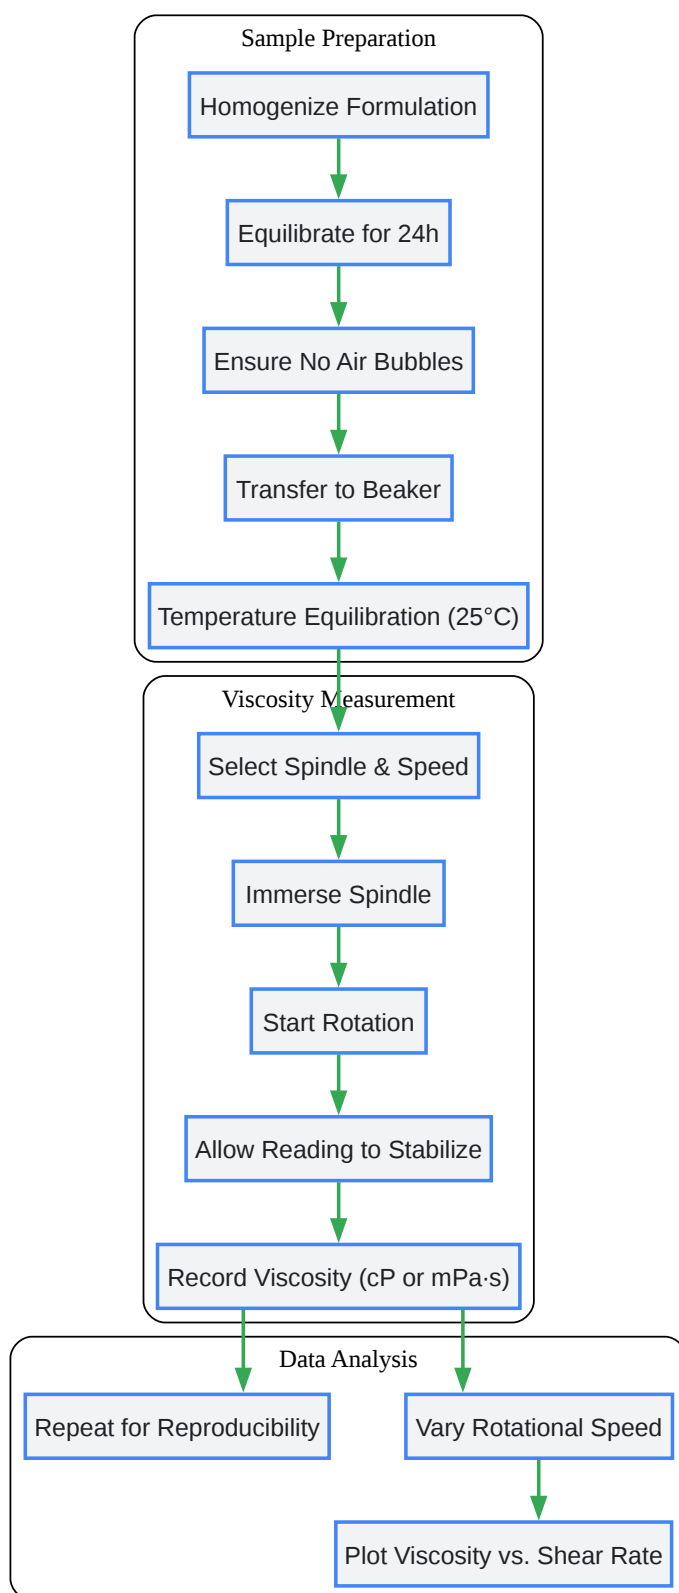 Sample Preparation
Homogenize Formulation
Equilibrate for 24h
Ensure No Air Bubbles
Transfer to Beaker
Temperature Equilibration (25°C)
Viscosity Measurement
Select Spindle & Speed
Immerse Spindle
Start Rotation
Allow Reading to Stabilize
Record Viscosity (cP or mPa·s)
Data Analysis
Repeat for Reproducibility
Vary Rotational Speed
Plot Viscosity vs. Shear Rate